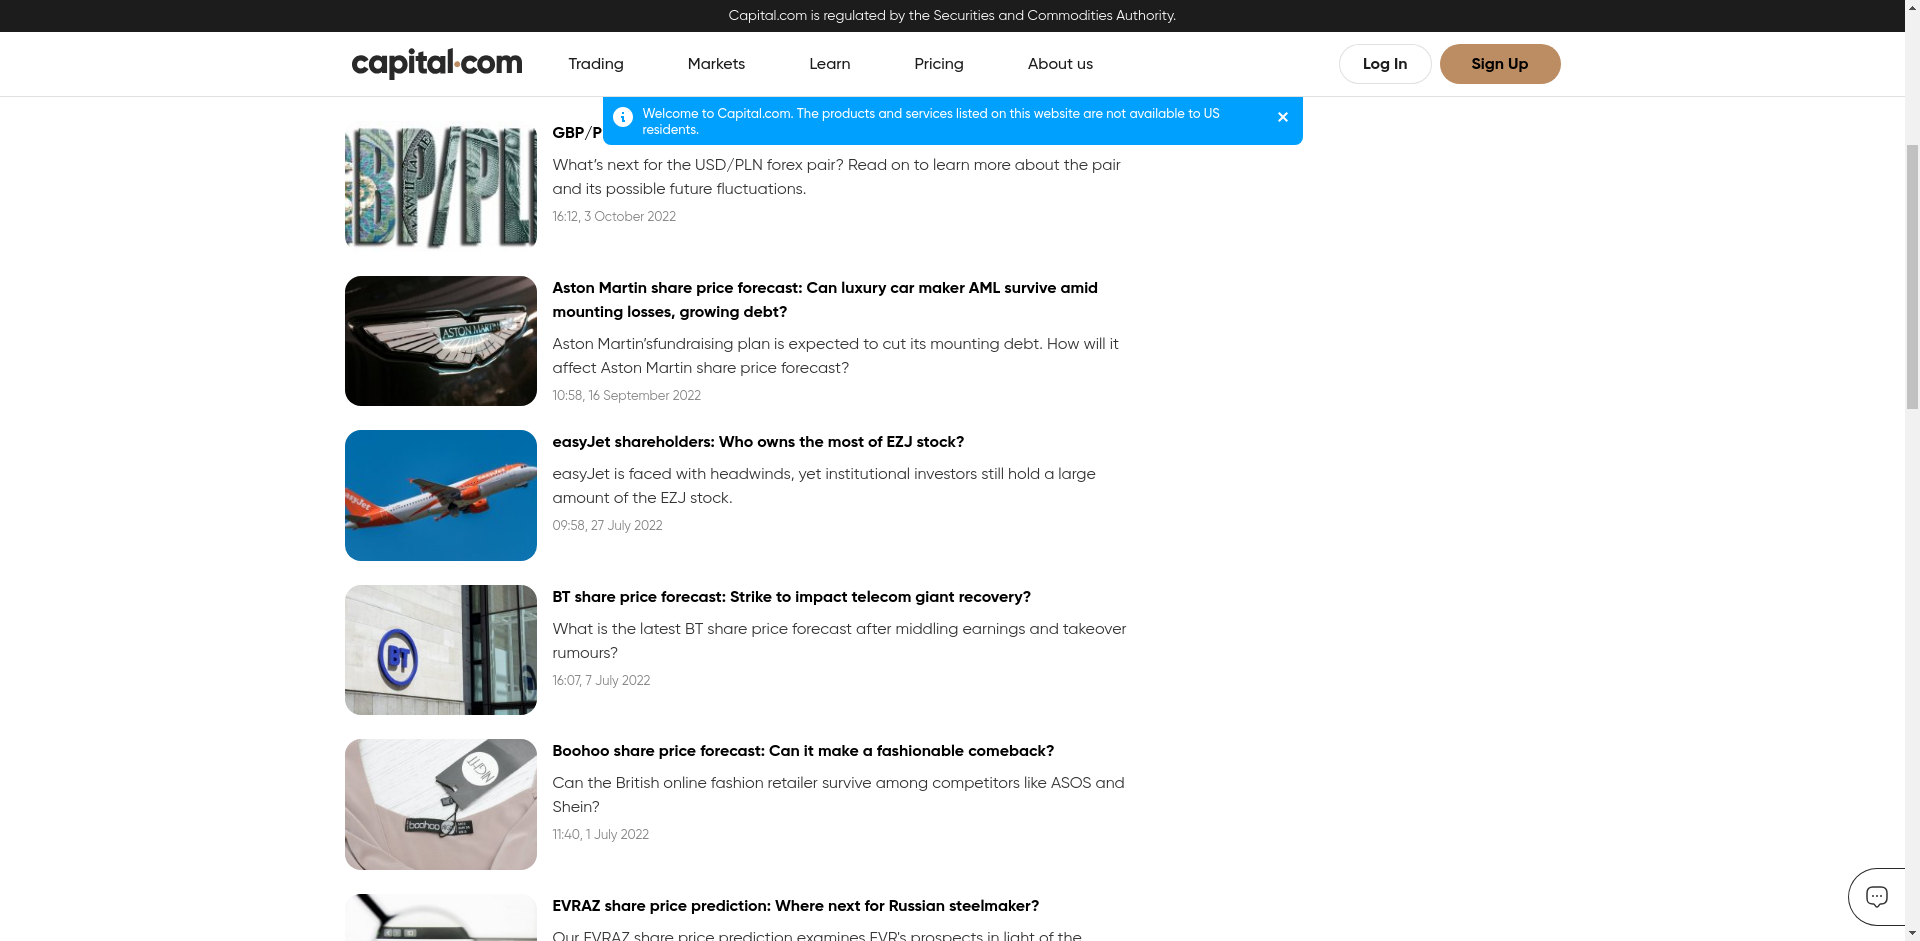 Capital.com is regulated by the Securities and Commodities Authority.
capital.com
Trading
Markets
Learn
Pricing
About us
Log In
Sign Up
Welcome to Capital.com. The products and services listed on this website are not available to US
residents.
GBP/P
What’s next for the USD/PLN forex pair? Read on to learn more about the pair
and its possible future fluctuations.
16:12, 3 October 2022
BP/PL
ASTON MARTIN
Aston Martin share price forecast: Can luxury car maker AML survive amid
mounting losses, growing debt?
Aston Martin’sfundraising plan is expected to cut its mounting debt. How will it
affect Aston Martin share price forecast?
10:58, 16 September 2022
easyJet shareholders: Who owns the most of EZJ stock?
easyJet is faced with headwinds, yet institutional investors still hold a large
amount of the EZJ stock.
09:58, 27 July 2022
BT
BT share price forecast: Strike to impact telecom giant recovery?
What is the latest BT share price forecast after middling earnings and takeover
rumours?
16:07, 7 July 2022
NIGHT
boohoo
Boohoo share price forecast: Can it make a fashionable comeback?
Can the British online fashion retailer survive among competitors like ASOS and
Shein?
11:40, 1 July 2022
EVRAZ share price prediction: Where next for Russian steelmaker?
Our EVRAZ share price prediction examines EVR's prospects in light of the